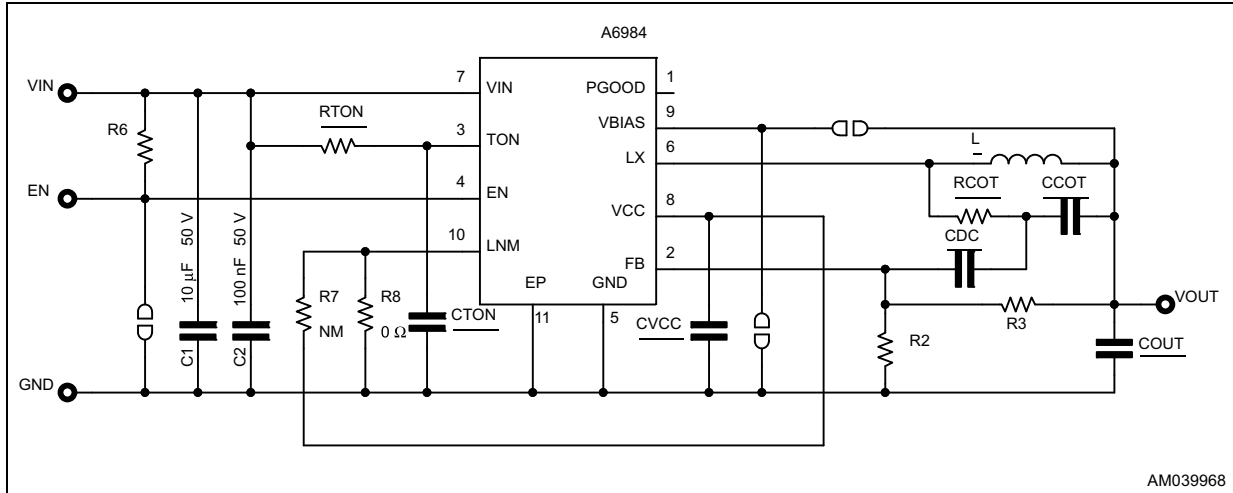 A6984
VIN
7
VIN
PGOOD
1
R6
RTON
3
TON
VBIAS
9
LX
6
L
EN
4
EN
RCOT
CCOT
VCC
8
10
LNM
CDC
FB
2
10 µF 50 V
C1
100 nF 50 V
C2
R7
NM
R8
0 Ω
CTON
EP
11
GND
5
CVCC
R2
R3
VOUT
COUT
GND
AM039968